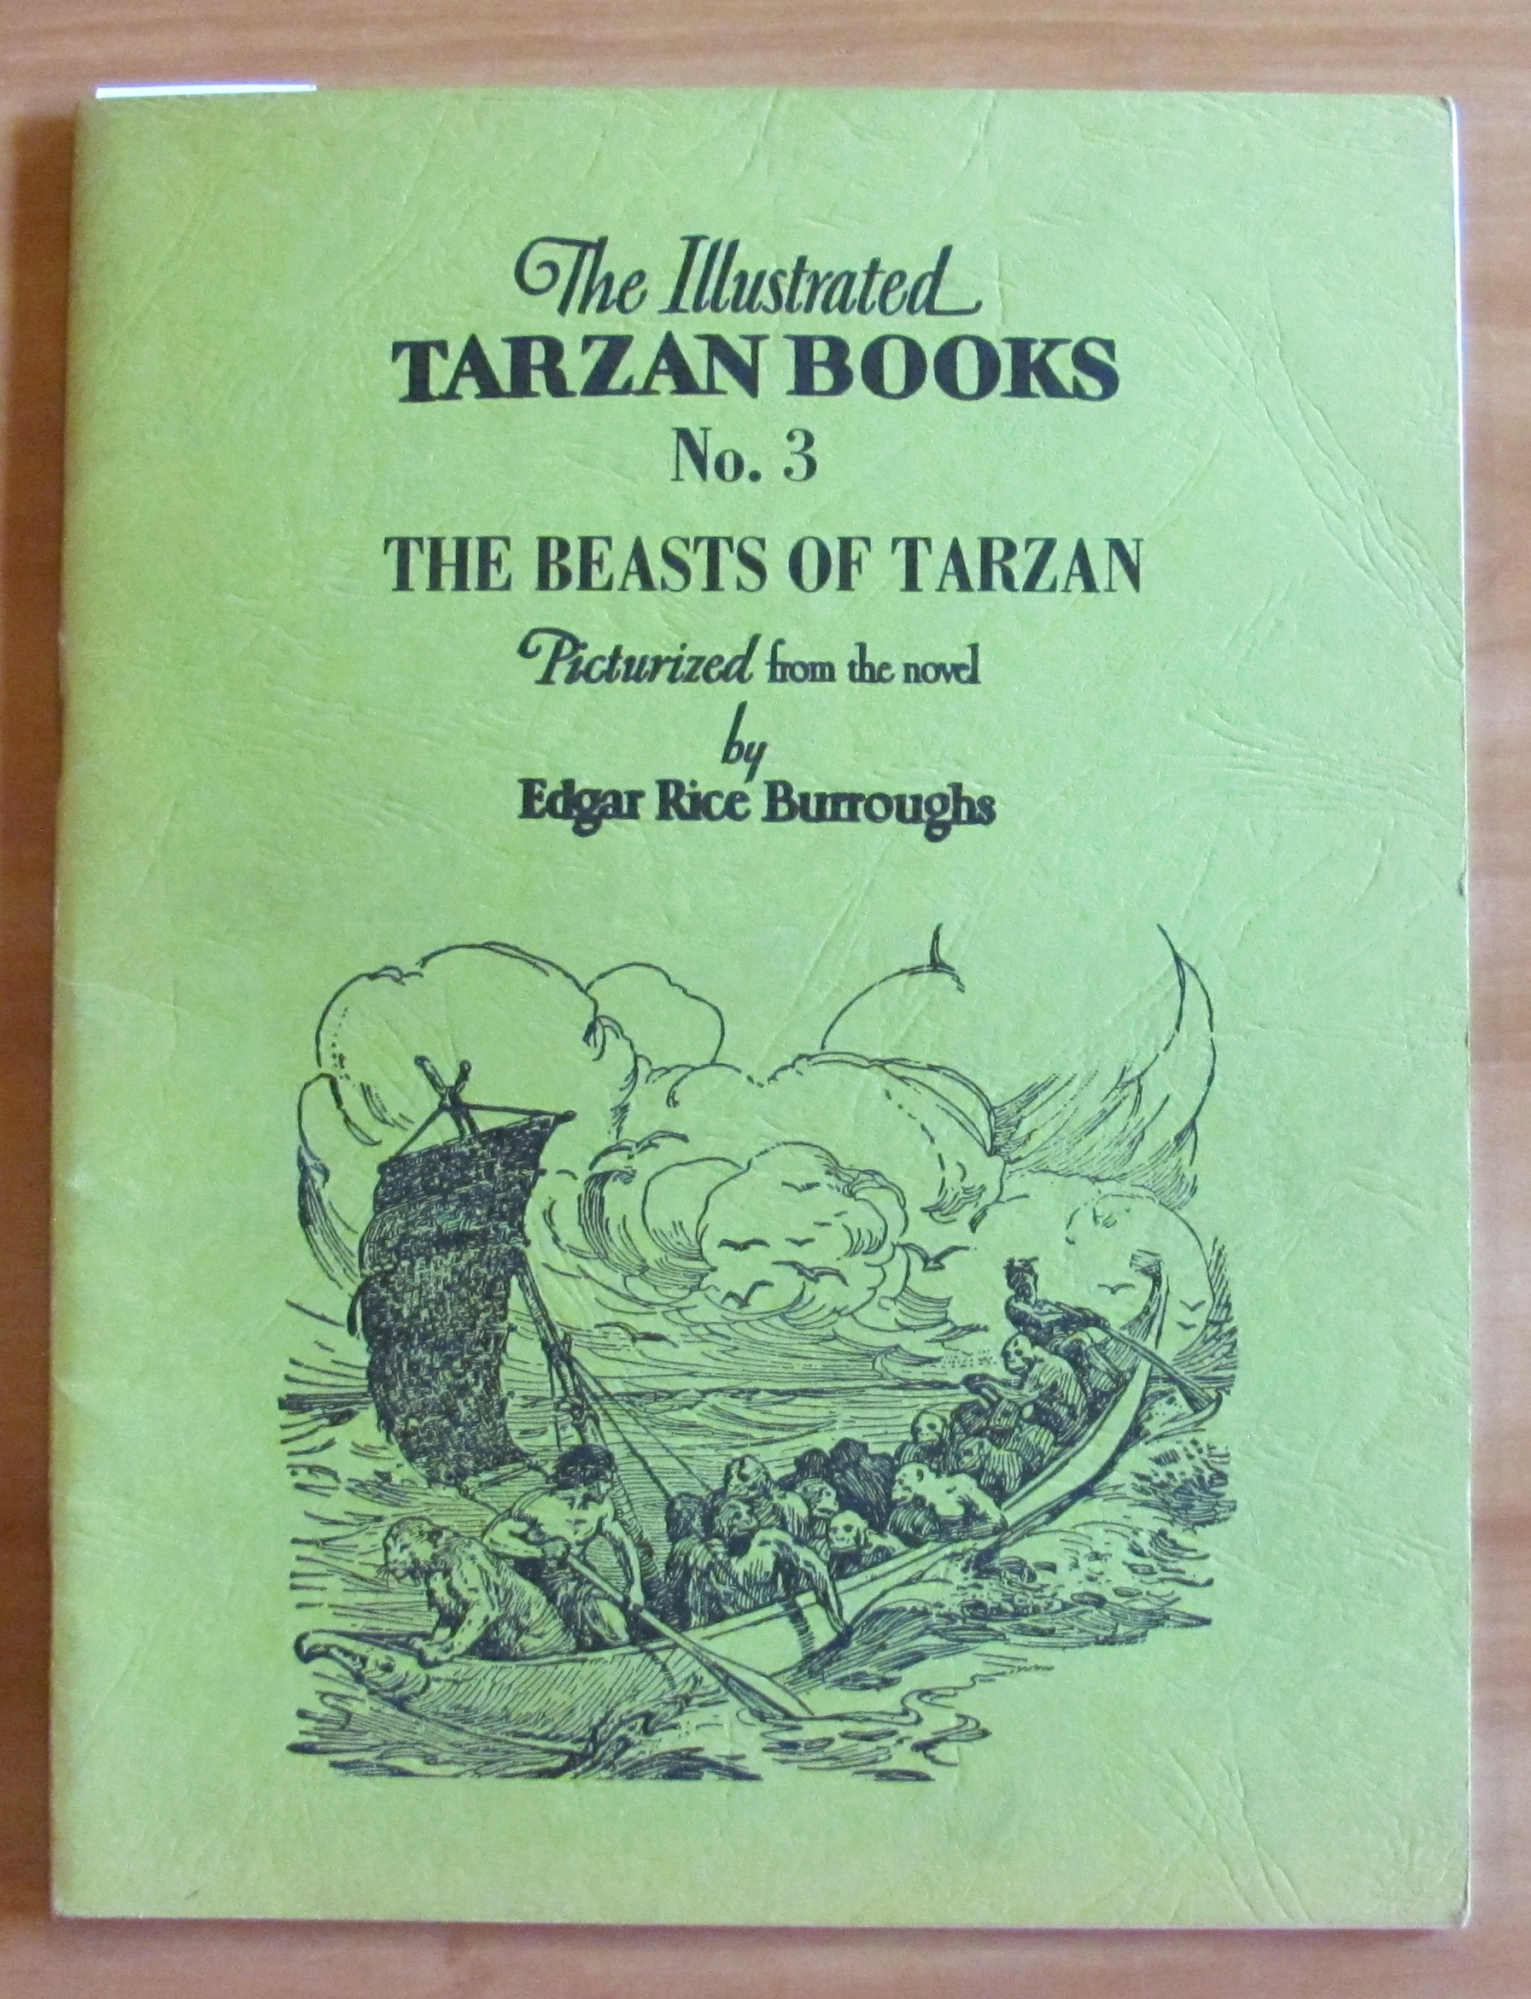 The Illustrated
TARZAN BOOKS
No. 3
THE BEASTS OF TARZAN
Picturized from the novel
by
Edgar Rice Burroughs